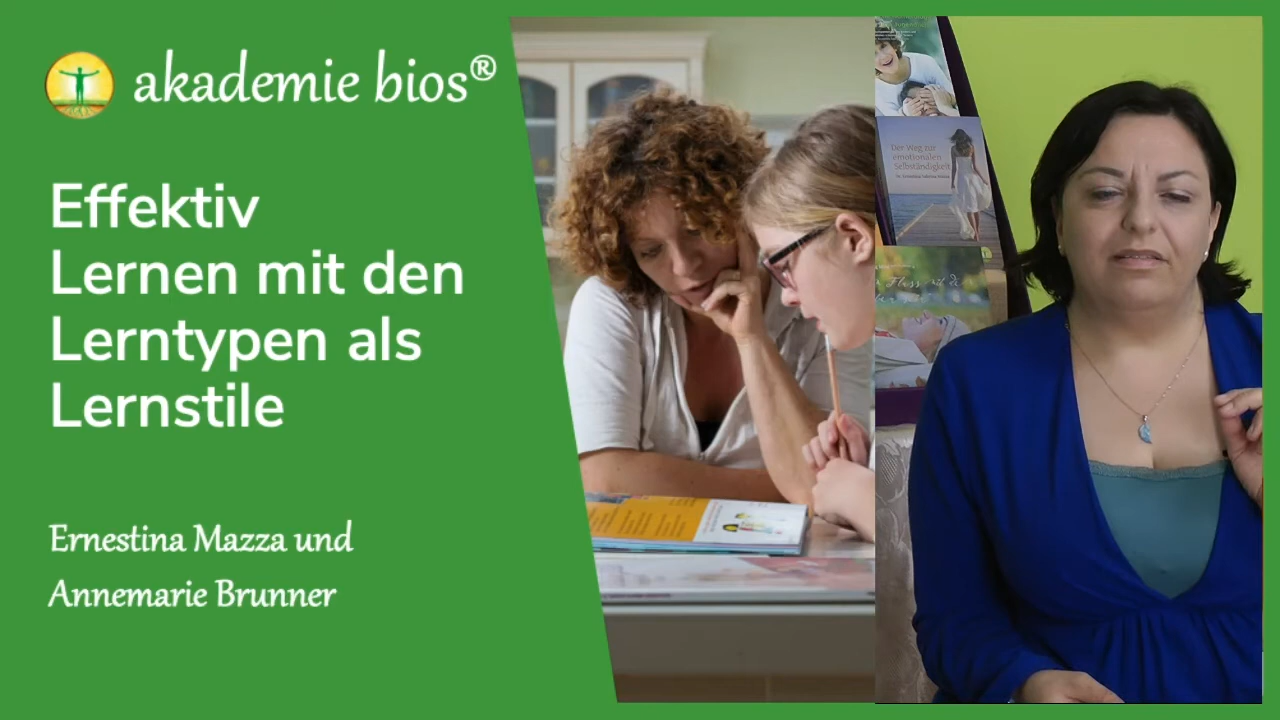 akademie bios®
Effektiv
Lernen mit den
Lerntypen als
Lernstile
Ernestina Mazza und
Annemarie Brunner
Der Weg zur
emotionalen
Selbständigkeit